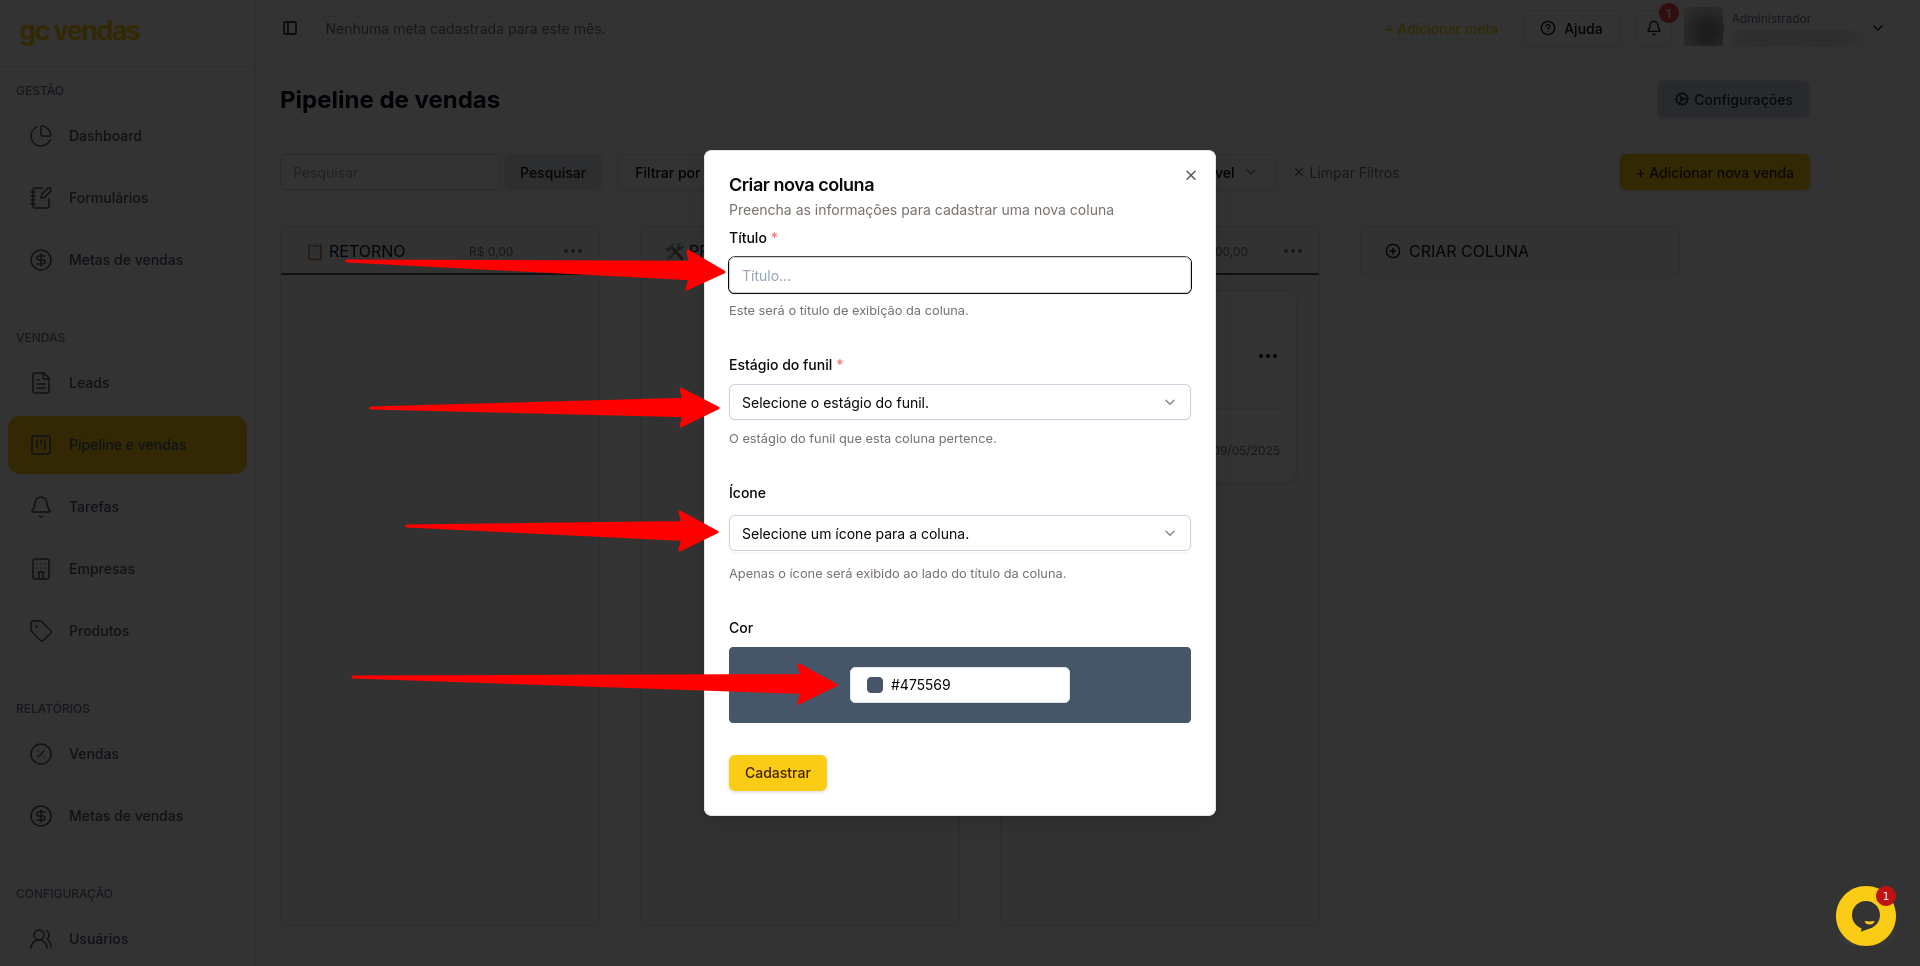 gc vendas
Nenhuma meta cadastrada para este mês.
+ Adicionar meta
Ajuda
1
Administrador
GESTÃO
Dashboard
Formulários
Metas de vendas
VENDAS
Leads
Pipeline e vendas
Tarefas
Empresas
Produtos
RELATÓRIOS
Vendas
Metas de vendas
CONFIGURAÇÃO
Usuários
Pipeline de vendas
Configurações
Pesquisar
Pesquisar
Filtrar por
vel
× Limpar Filtros
+ Adicionar nova venda
RETORNO
R$ 0,00
00,00
CRIAR COLUNA
09/05/2025
Criar nova coluna
Preencha as informações para cadastrar uma nova coluna
Título *
Título...
Este será o título de exibição da coluna.
Estágio do funil *
Selecione o estágio do funil.
O estágio do funil que esta coluna pertence.
Ícone
Selecione um ícone para a coluna.
Apenas o ícone será exibido ao lado do título da coluna.
Cor
#475569
Cadastrar
1